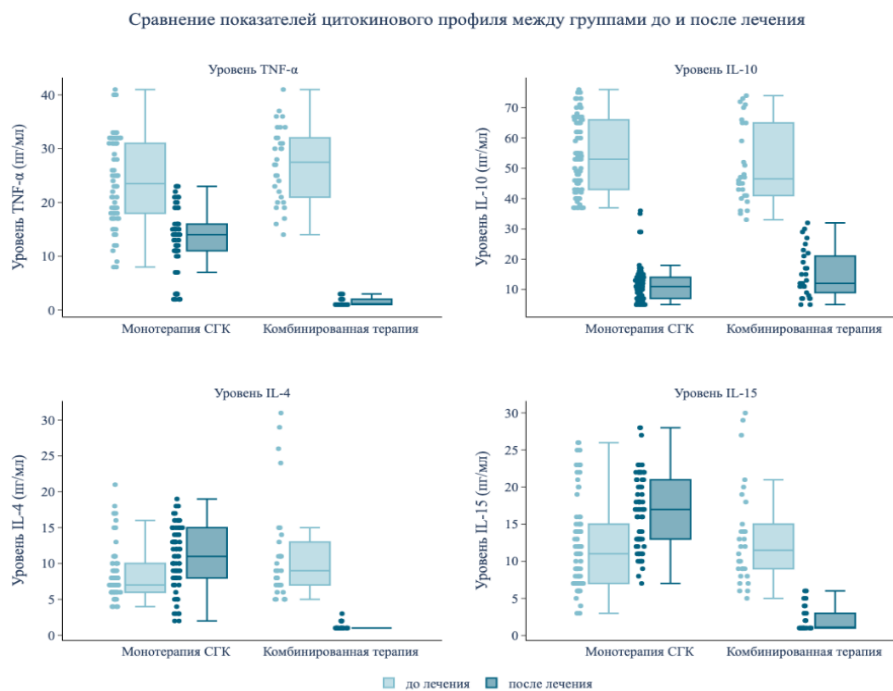 Сравнение показателей цитокинового профиля между группами до и после лечения
Уровень TNF-α
Уровень TNF-α (пг/мл)
40
30
20
10
0
Монотерапия СГК
Комбинированная терапия
Уровень IL-10
Уровень IL-10 (пг/мл)
70
60
50
40
30
20
10
Монотерапия СГК
Комбинированная терапия
Уровень IL-4
Уровень IL-4 (пг/мл)
30
25
20
15
10
5
0
Монотерапия СГК
Комбинированная терапия
Уровень IL-15
Уровень IL-15 (пг/мл)
30
25
20
15
10
5
0
Монотерапия СГК
Комбинированная терапия
до лечения
после лечения